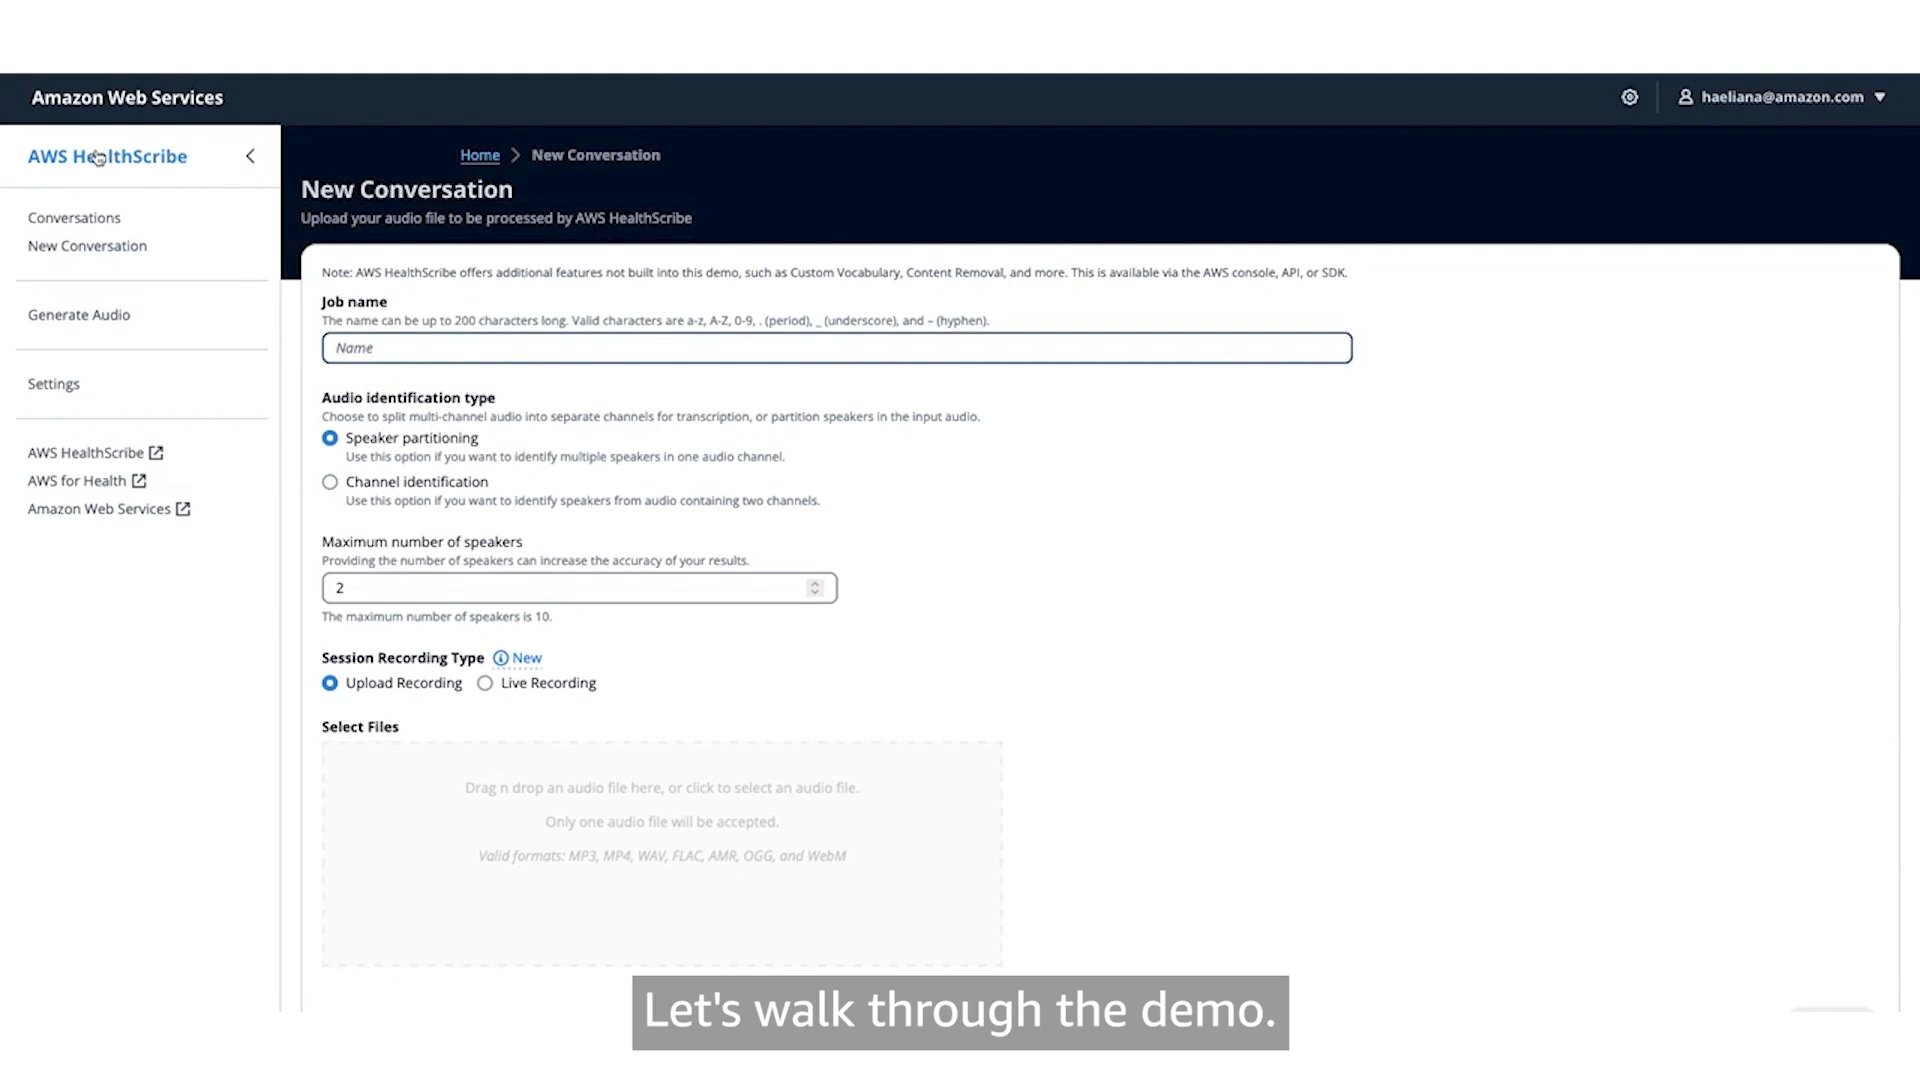 Amazon Web Services
haeliana@amazon.com
AWS HealthScribe
Conversations
New Conversation
Generate Audio
Settings
AWS HealthScribe
AWS for Health
Amazon Web Services
Home > New Conversation
New Conversation
Upload your audio file to be processed by AWS HealthScribe
Note: AWS HealthScribe offers additional features not built into this demo, such as Custom Vocabulary, Content Removal, and more. This is available via the AWS console, API, or SDK.
Job name
The name can be up to 200 characters long. Valid characters are a-z, A-Z, 0-9, . (period), _ (underscore), and – (hyphen).
Name
Audio identification type
Choose to split multi-channel audio into separate channels for transcription, or partition speakers in the input audio.
Speaker partitioning
Use this option if you want to identify multiple speakers in one audio channel.
Channel identification
Use this option if you want to identify speakers from audio containing two channels.
Maximum number of speakers
Providing the number of speakers can increase the accuracy of your results.
2
The maximum number of speakers is 10.
Session Recording Type New
Upload Recording Live Recording
Select Files
Drag n drop an audio file here, or click to select an audio file.
Only one audio file will be accepted.
Valid formats: MP3, MP4, WAV, FLAC, AMR, OGG, and WebM
Let's walk through the demo.